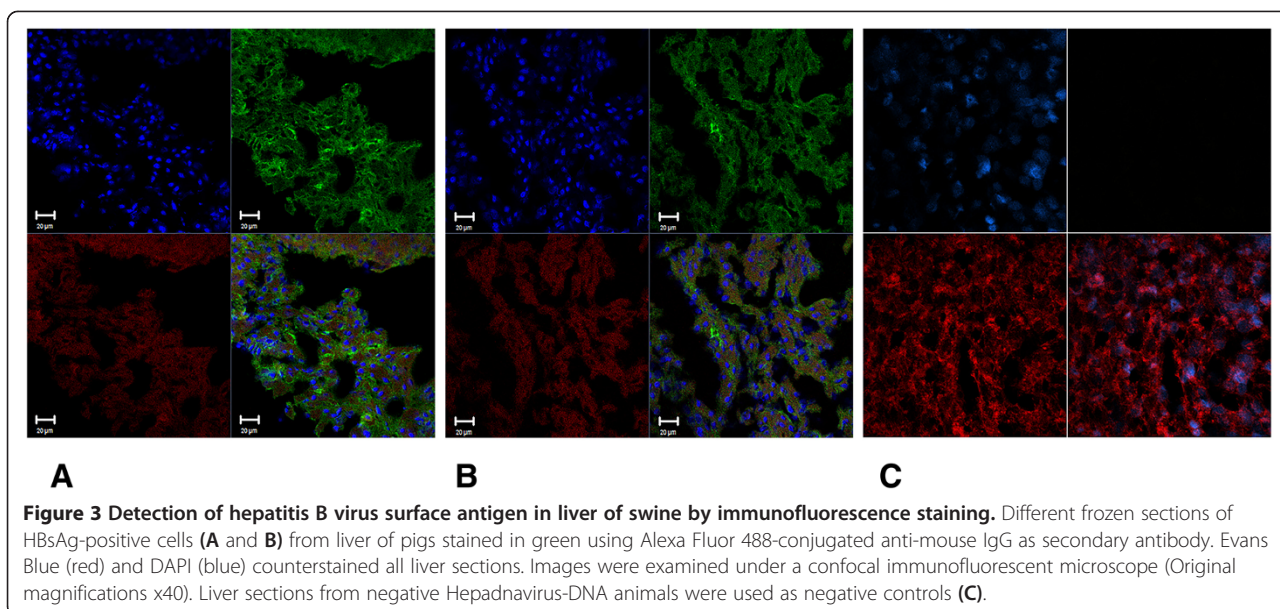 20 µm
20 µm
20 µm
20 µm
20 µm
20 µm
20 µm
20 µm
A
B
C
Figure 3 Detection of hepatitis B virus surface antigen in liver of swine by immunofluorescence staining. Different frozen sections of
HBsAg-positive cells (A and B) from liver of pigs stained in green using Alexa Fluor 488-conjugated anti-mouse IgG as secondary antibody. Evans
Blue (red) and DAPI (blue) counterstained all liver sections. Images were examined under a confocal immunofluorescent microscope (Original
magnifications x40). Liver sections from negative Hepadnavirus-DNA animals were used as negative controls (C).